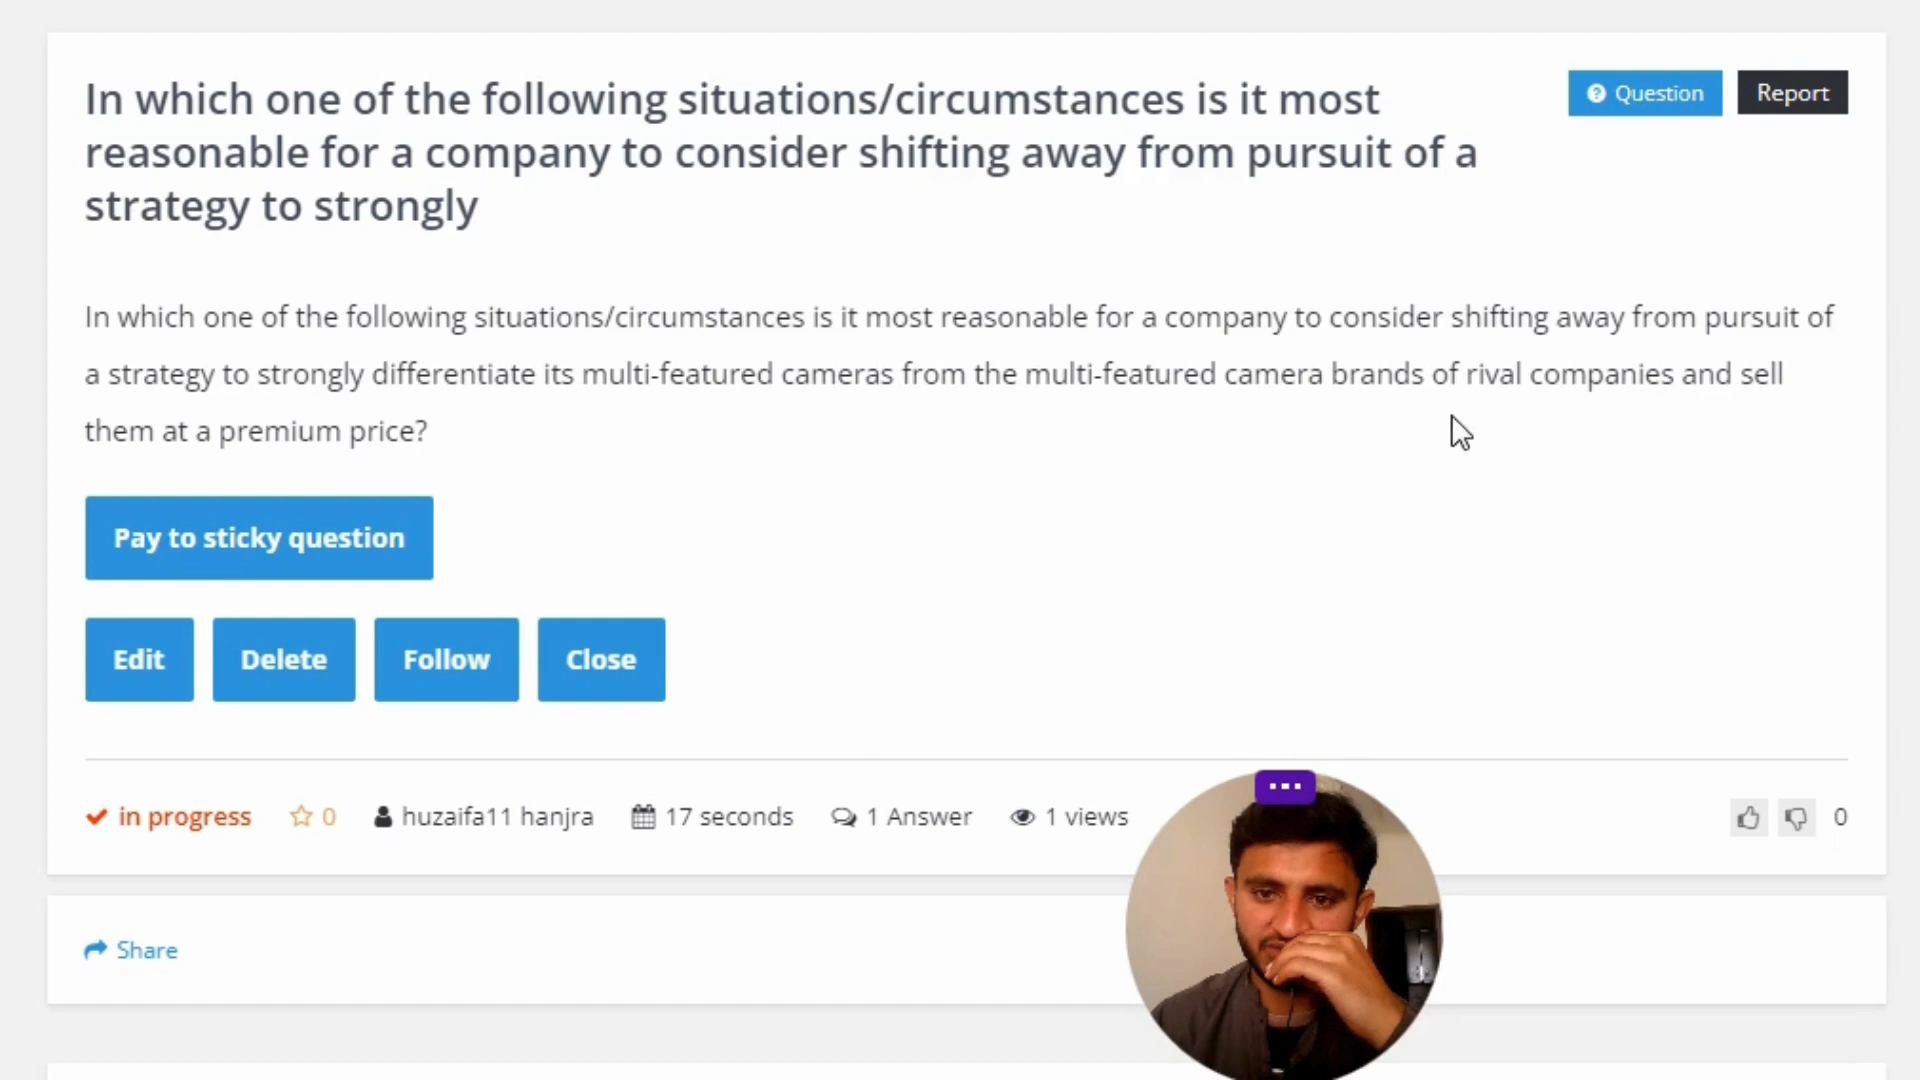 In which one of the following situations/circumstances is it most
reasonable for a company to consider shifting away from pursuit of a
strategy to strongly
Question
Report
In which one of the following situations/circumstances is it most reasonable for a company to consider shifting away from pursuit of
a strategy to strongly differentiate its multi-featured cameras from the multi-featured camera brands of rival companies and sell
them at a premium price?
Pay to sticky question
Edit Delete Follow Close
in progress 0 huzaifa11 hanjra 17 seconds 1 Answer 1 views 0
Share